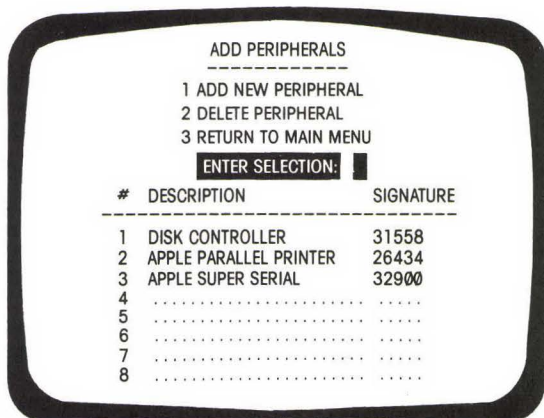 ADD PERIPHERALS
--------------
1 ADD NEW PERIPHERAL
2 DELETE PERIPHERAL
3 RETURN TO MAIN MENU
ENTER SELECTION:
# DESCRIPTION SIGNATURE
----------------------------------------
1 DISK CONTROLLER 31558
2 APPLE PARALLEL PRINTER 26434
3 APPLE SUPER SERIAL 32900
4 .................... .....
5 .................... .....
6 .................... .....
7 .................... .....
8 .................... .....